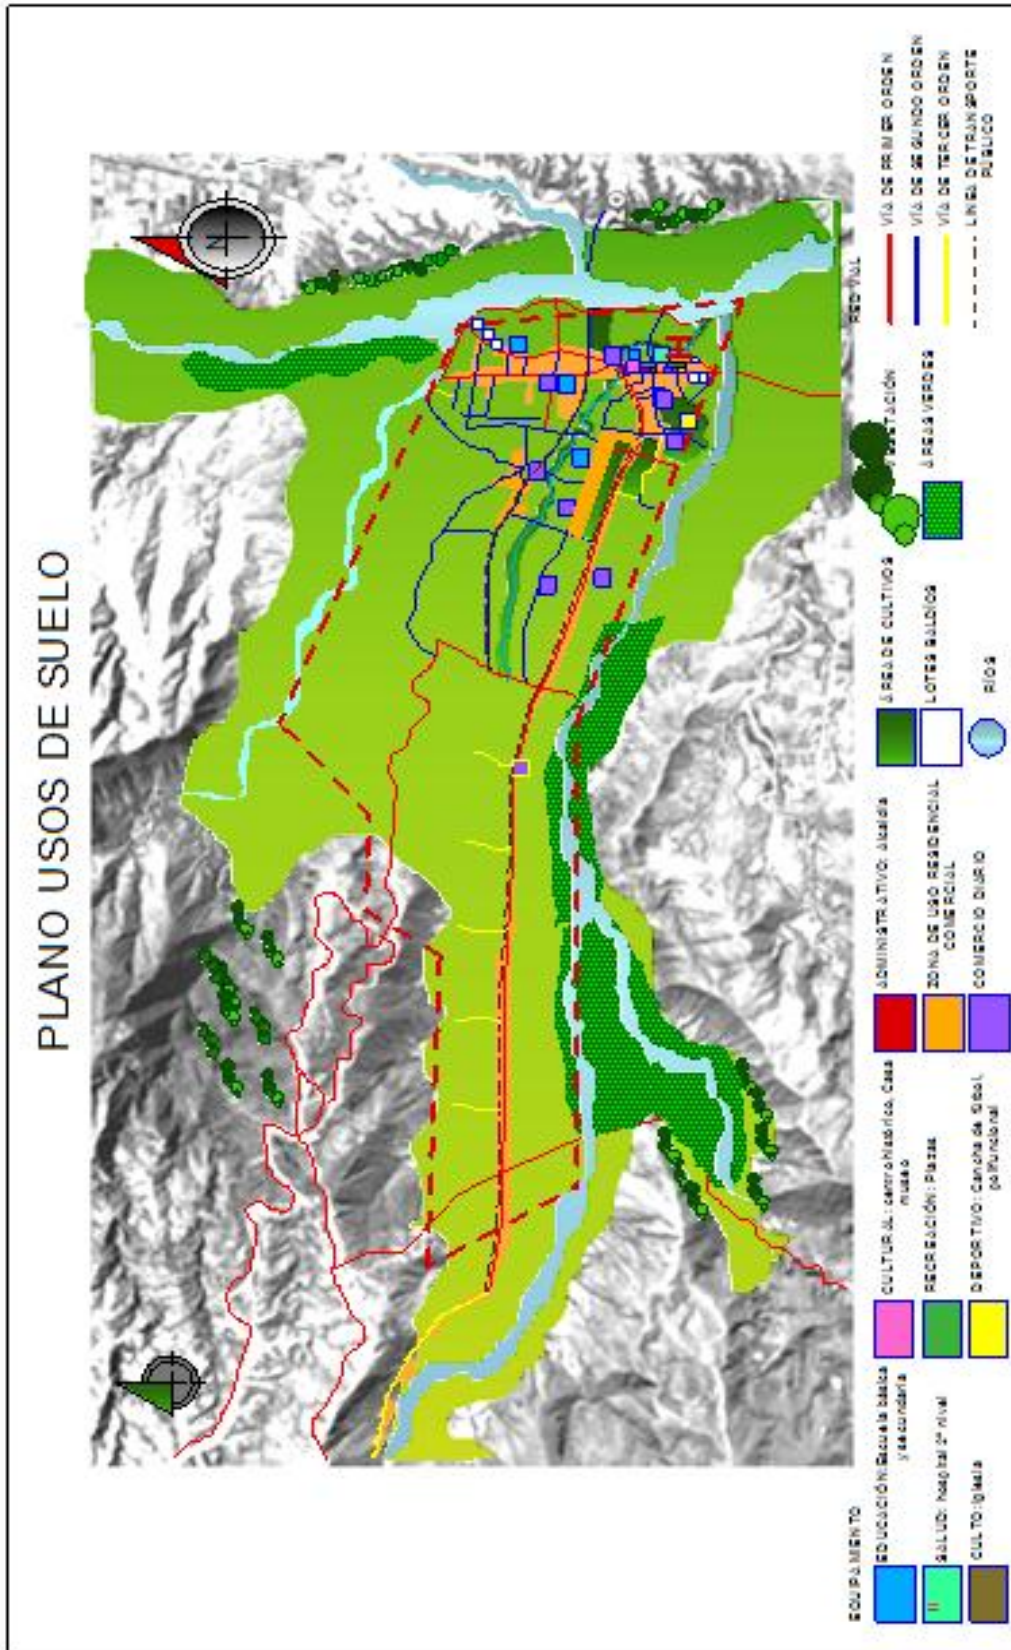 PLANO USOS DE SUELO
N
H
EQUIPAMIENTO
EDUCACIÓN: Escuela básica
y secundaria
SALUD: hospital 2º nivel
H
CULTO: Iglesia
CULTURAL: centro histórico, Casa
museo
RECREACIÓN: Plazas
DEPORTIVO: Cancha de fútbol,
polifuncional
ADMINISTRATIVO: Alcaldía
ZONA DE USO RESIDENCIAL
COMERCIAL
COMERCIO DIARIO
ÁREA DE CULTIVOS
LOTES BALDÍOS
RÍOS
VEGETACIÓN
ÁREAS VERDES
RED VIAL
VÍA DE PRIMER ORDEN
VÍA DE SEGUNDO ORDEN
VÍA DE TERCER ORDEN
LINEA DE TRANSPORTE
PÚBLICO